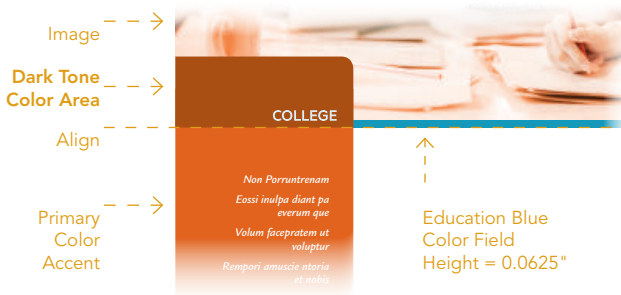 Image
Dark Tone
Color Area
COLLEGE
Align
Non Porruntrenam
Eossi inulpa diant pa
everum que
Volum facepratem ut
voluptur
Rempori amuscie ntoria
et nobis
Primary
Color
Accent
Education Blue
Color Field
Height = 0.0625"